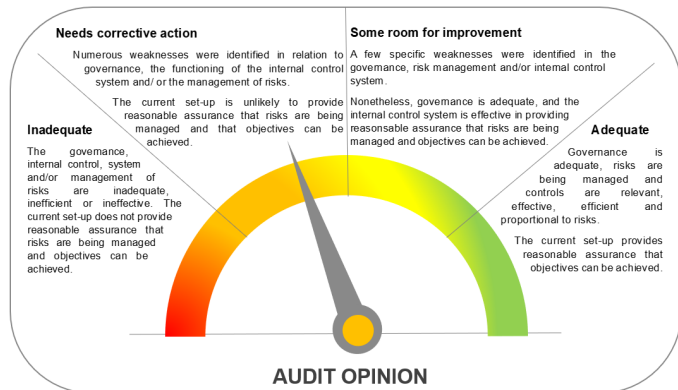 Needs corrective action
Numerous weaknesses were identified in relation to
governance, the functioning of the internal control
system and/ or the management of risks.
The current set-up is unlikely to provide
reasonable assurance that risks are being
managed and that objectives can be
achieved.
Some room for improvement
A few specific weaknesses were identified in the
governance, risk management and/or internal control
system.
Nonetheless, governance is adequate, and the
internal control system is effective in providing
reasonsable assurance that risks are being
managed and objectives can be achieved.
Inadequate
The governance,
internal control, system
and/or management of
risks are inadequate,
inefficient or ineffective. The
current set-up does not provide
reasonable assurance that
risks are being managed
and objectives can be
achieved.
Adequate
Governance is
adequate, risks are
being managed and
controls are relevant,
effective, efficient and
proportional to risks.
The current set-up provides
reasonable assurance that
objectives can be achieved.
AUDIT OPINION